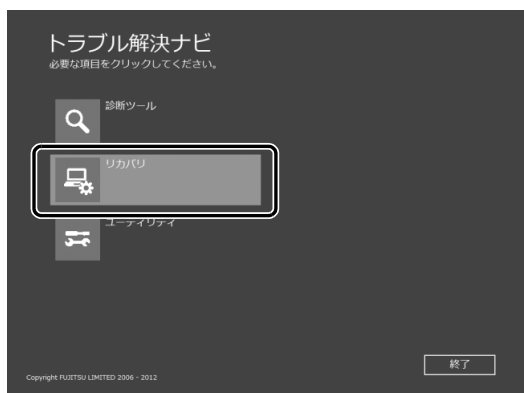 トラブル解決ナビ
必要な項目をクリックしてください。
診断ツール
リカバリ
ユーティリティ
終了
Copyright FUJITSU LIMITED 2006 - 2012